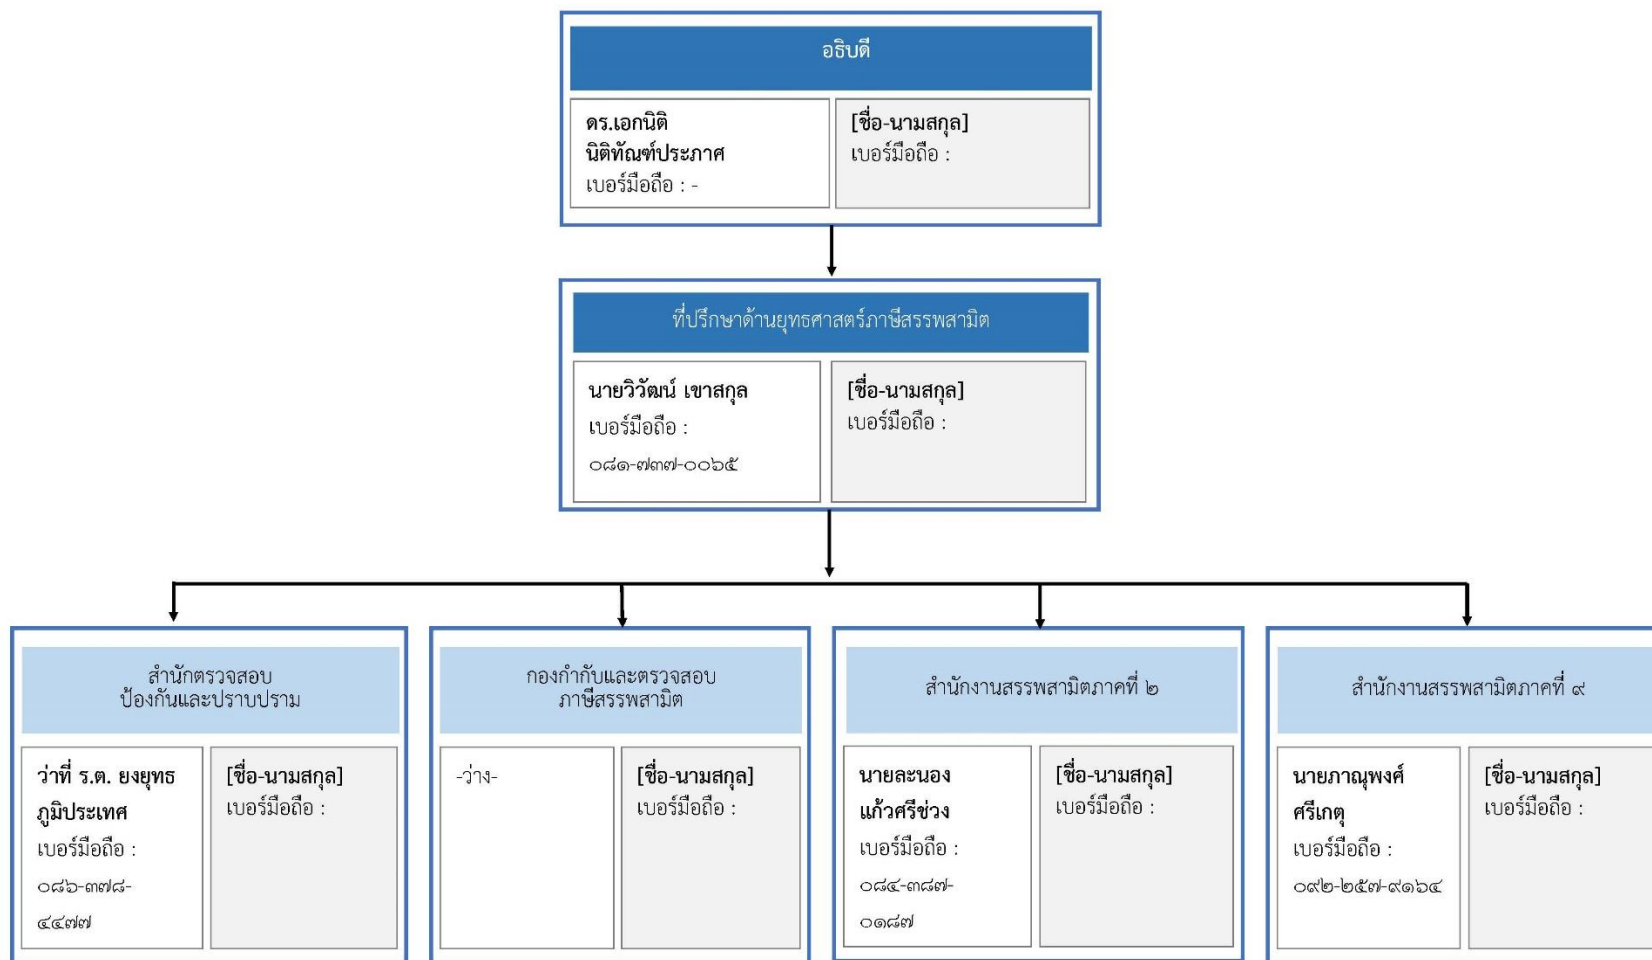 อธิบดี
ดร.เอกนิติ
นิติทัณฑ์ประภาศ
เบอร์มือถือ : -
[ชื่อ-นามสกุล]
เบอร์มือถือ :
ที่ปรึกษาด้านยุทธศาสตร์ภาษีสรรพสามิต
นายวิวัฒน์ เขาสกุล
เบอร์มือถือ :
๐๘๑-๗๓๗-๐๐๖๕
[ชื่อ-นามสกุล]
เบอร์มือถือ :
สำนักตรวจสอบ
ป้องกันและปราบปราม
ว่าที่ ร.ต. ยงยุทธ
ภูมิประเทศ
เบอร์มือถือ :
๐๘๖-๓๗๘-
๔๔๗๗
[ชื่อ-นามสกุล]
เบอร์มือถือ :
กองกำกับและตรวจสอบ
ภาษีสรรพสามิต
-ว่าง-
[ชื่อ-นามสกุล]
เบอร์มือถือ :
สำนักงานสรรพสามิตภาคที่ ๒
นายละนอง
แก้วศรีช่วง
เบอร์มือถือ :
๐๘๔-๓๘๗-
๐๑๘๗
[ชื่อ-นามสกุล]
เบอร์มือถือ :
สำนักงานสรรพสามิตภาคที่ ๙
นายภาณุพงศ์
ศรีเกตุ
เบอร์มือถือ :
๐๙๒-๒๕๗-๙๑๖๔
[ชื่อ-นามสกุล]
เบอร์มือถือ :